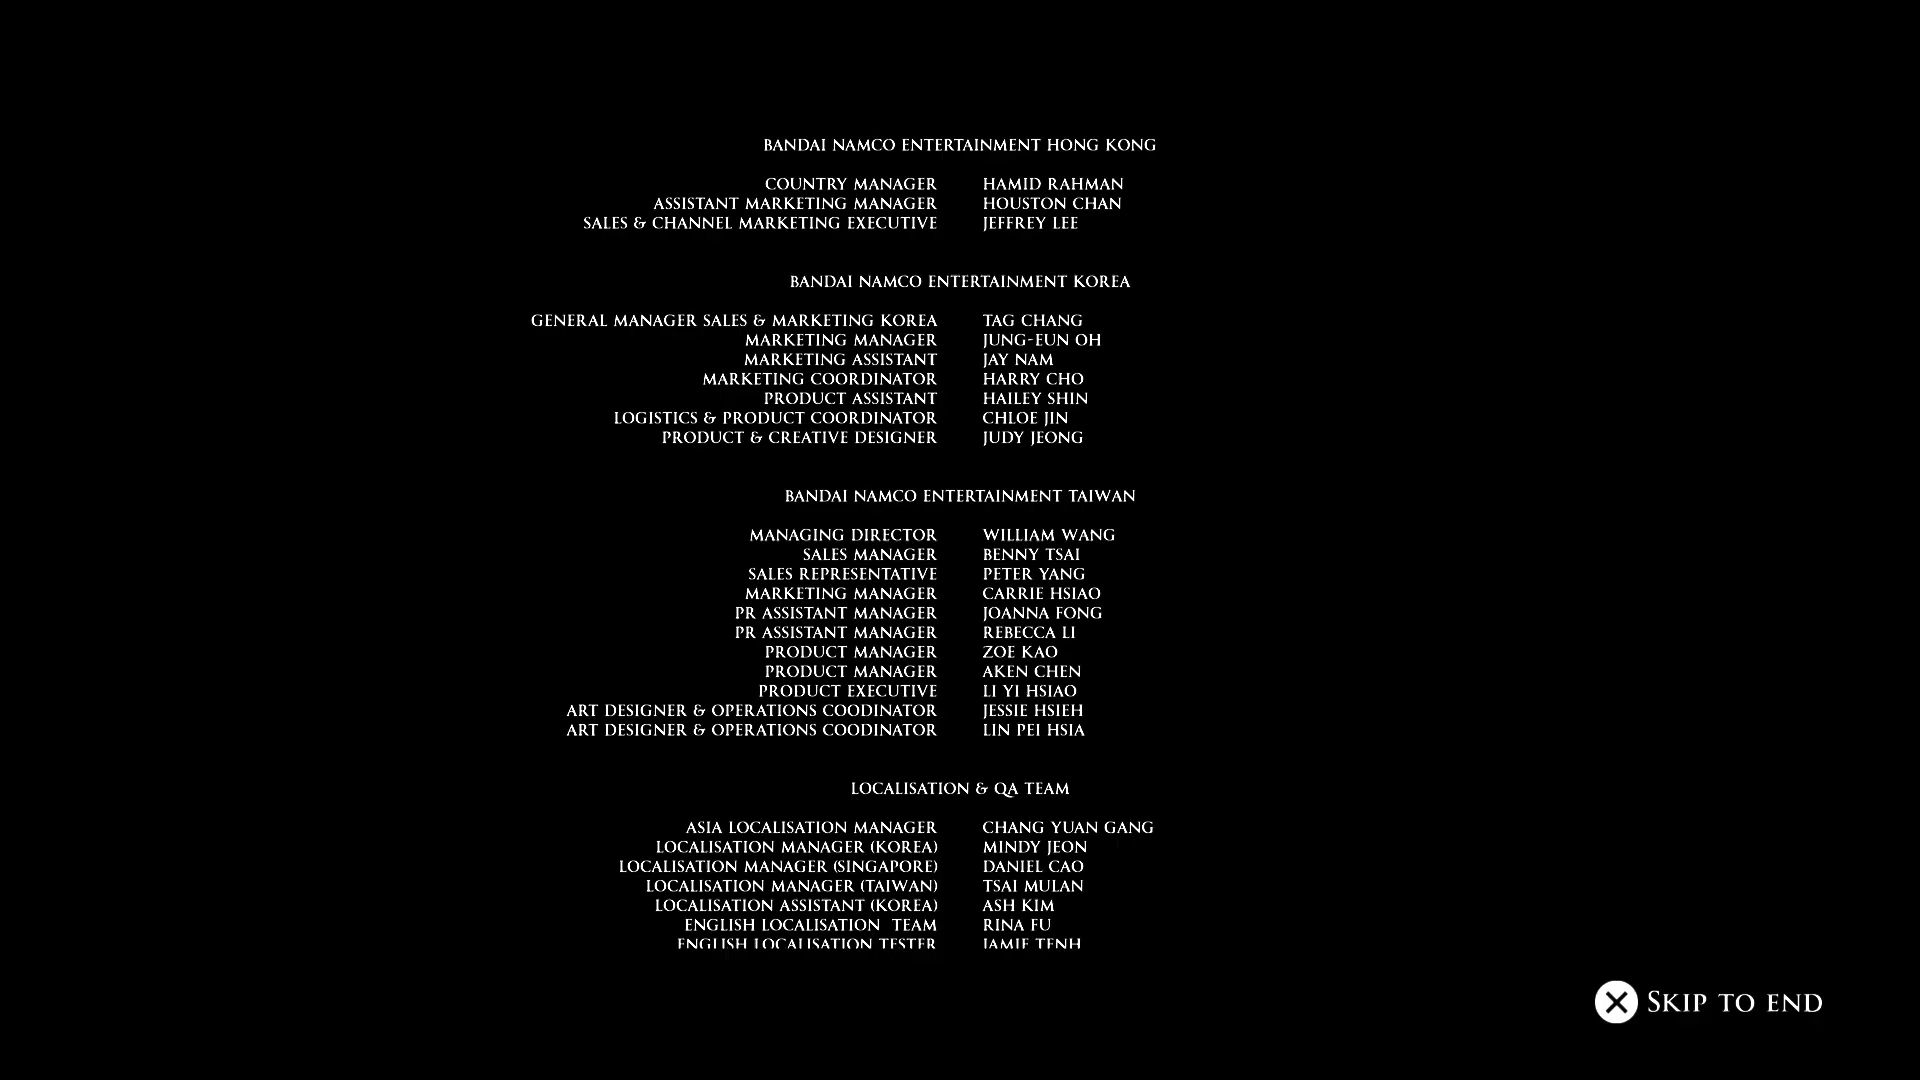 BANDAI NAMCO ENTERTAINMENT HONG KONG
COUNTRY MANAGER HAMID RAHMAN
ASSISTANT MARKETING MANAGER HOUSTON CHAN
SALES & CHANNEL MARKETING EXECUTIVE JEFFREY LEE
BANDAI NAMCO ENTERTAINMENT KOREA
GENERAL MANAGER SALES & MARKETING KOREA TAG CHANG
MARKETING MANAGER JUNG-EUN OH
MARKETING ASSISTANT JAY NAM
MARKETING COORDINATOR HARRY CHO
PRODUCT ASSISTANT HAILEY SHIN
LOGISTICS & PRODUCT COORDINATOR CHLOE JIN
PRODUCT & CREATIVE DESIGNER JUDY JEONG
BANDAI NAMCO ENTERTAINMENT TAIWAN
MANAGING DIRECTOR WILLIAM WANG
SALES MANAGER BENNY TSAI
SALES REPRESENTATIVE PETER YANG
MARKETING MANAGER CARRIE HSIAO
PR ASSISTANT MANAGER JOANNA FONG
PR ASSISTANT MANAGER REBECCA LI
PRODUCT MANAGER ZOE KAO
PRODUCT MANAGER AKEN CHEN
PRODUCT EXECUTIVE LI YI HSIAO
ART DESIGNER & OPERATIONS COODINATOR JESSIE HSIEH
ART DESIGNER & OPERATIONS COODINATOR LIN PEI HSIA
LOCALISATION & QA TEAM
ASIA LOCALISATION MANAGER CHANG YUAN GANG
LOCALISATION MANAGER (KOREA) MINDY JEON
LOCALISATION MANAGER (SINGAPORE) DANIEL CAO
LOCALISATION MANAGER (TAIWAN) TSAI MULAN
LOCALISATION ASSISTANT (KOREA) ASH KIM
ENGLISH LOCALISATION TEAM RINA FU
ENGLISH LOCALISATION TESTER JAMIE TENH
SKIP TO END